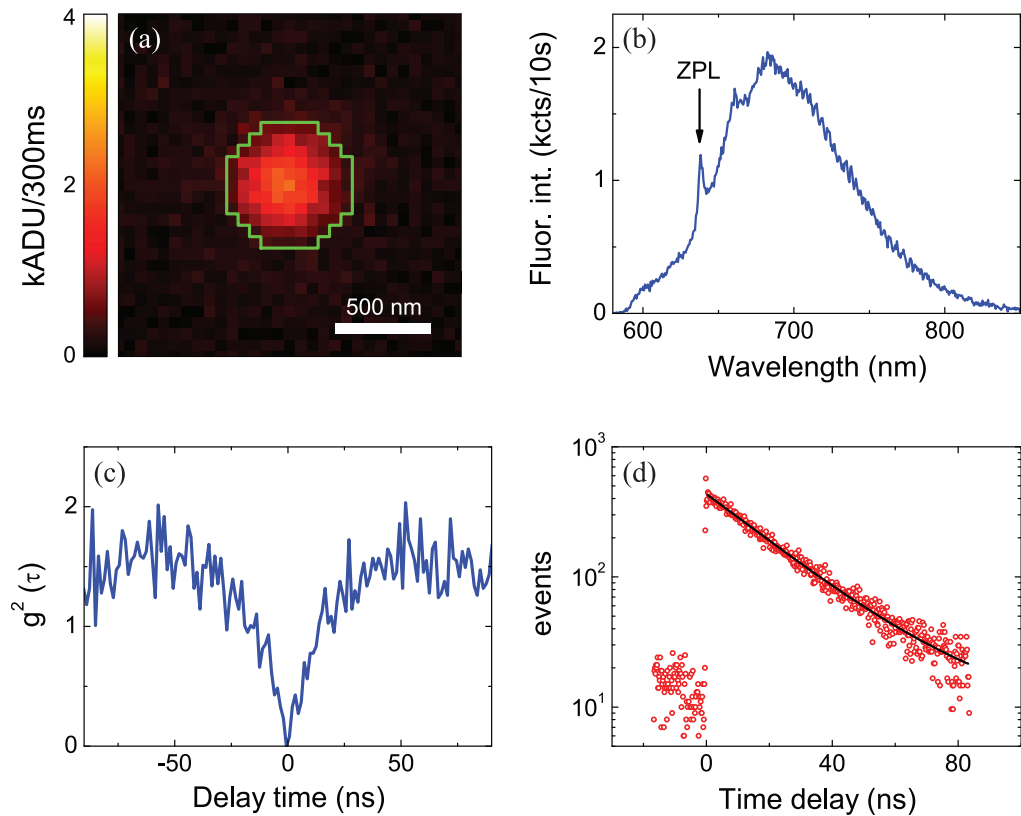 (a)
4
2
0
kADU/300ms
500 nm
(b)
ZPL
2
1
0
Fluor. int. (kcts/10s)
600 700 800
Wavelength (nm)
(c)
2
1
0
g² (τ)
-50 0 50
Delay time (ns)
(d)
10³
10²
10¹
events
0 40 80
Time delay (ns)